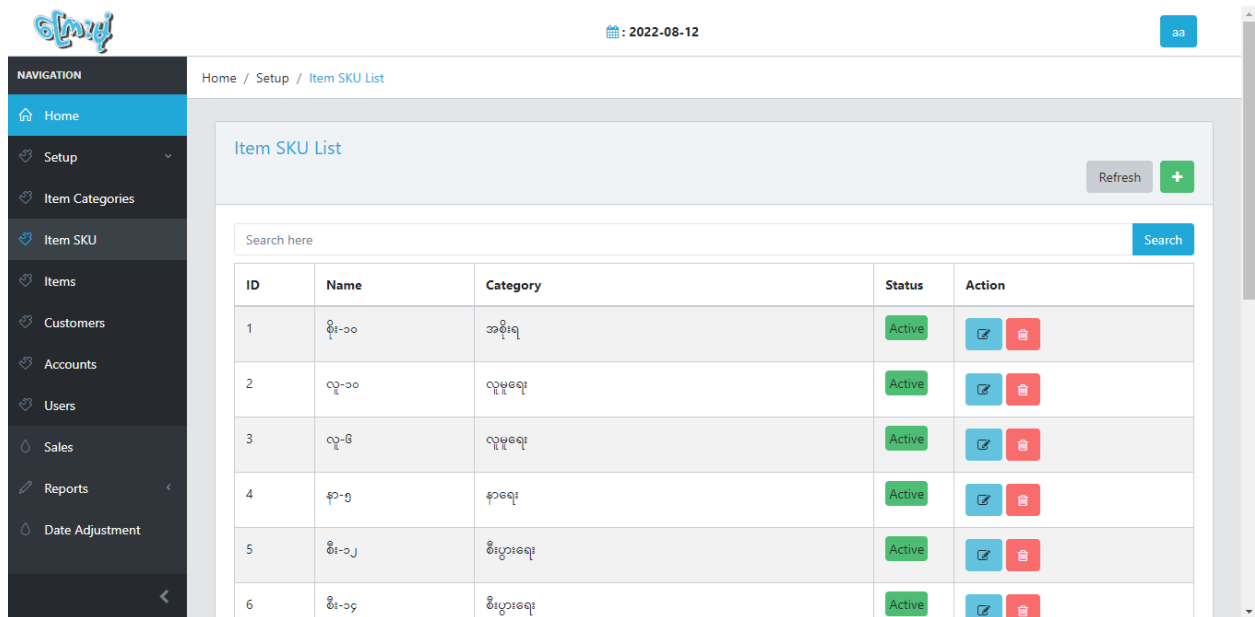 ကြေးမုံ
: 2022-08-12
aa
NAVIGATION
Home / Setup / Item SKU List
Home
Setup
Item Categories
Item SKU
Items
Customers
Accounts
Users
Sales
Reports
Date Adjustment
Item SKU List
Refresh +
Search here Search
ID Name Category Status Action
1 စိုး-၁၀ အစိုးရ Active
2 လူ-၁၀ လူမှုရေး Active
3 လူ-၆ လူမှုရေး Active
4 နာ-၅ နာရေး Active
5 စီး-၁၂ စီးပွားရေး Active
6 စီး-၁၄ စီးပွားရေး Active